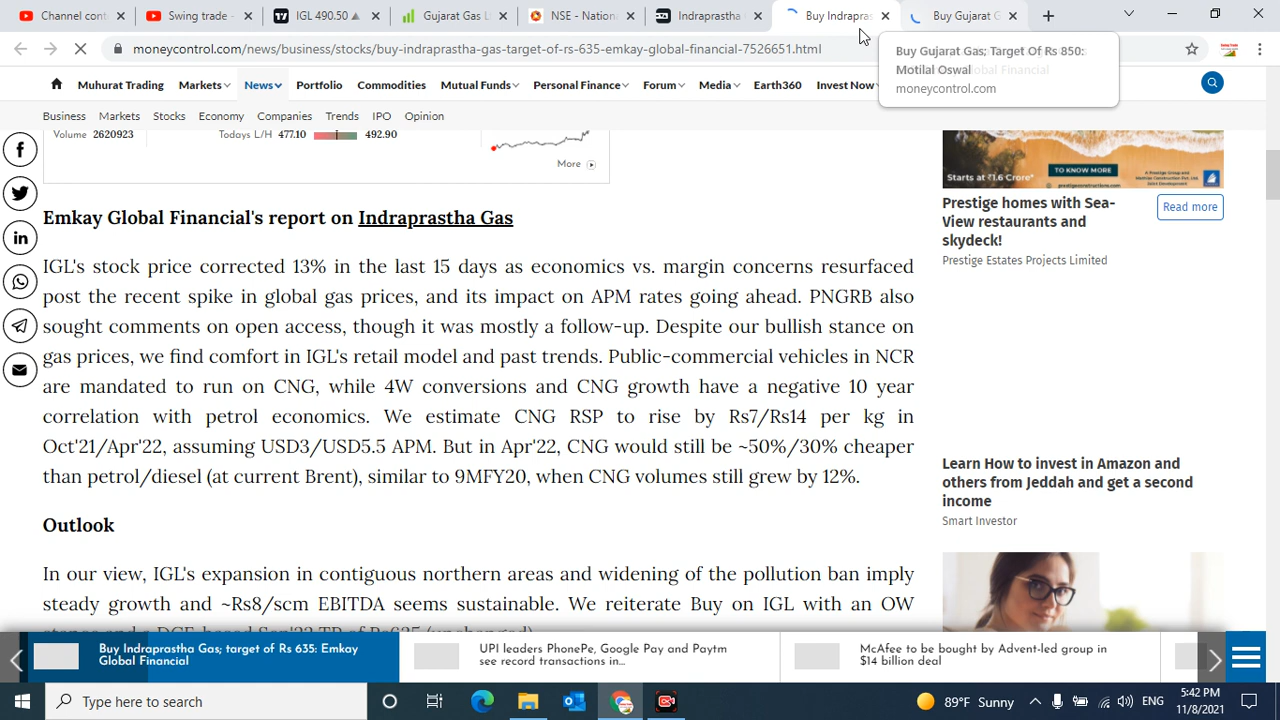 Channel conte
Swing trade -
IGL 490.50
Gujarat Gas L
NSE - Nationa
Indraprastha
Buy Indrapras
Buy Gujarat G
moneycontrol.com/news/business/stocks/buy-indraprastha-gas-target-of-rs-635-emkay-global-financial-7526651.html
Buy Gujarat Gas; Target Of Rs 850:
Motilal Oswal
moneycontrol.com
Muhurat Trading Markets News Portfolio Commodities Mutual Funds Personal Finance Forum Media Earth360 Invest Now
Business Markets Stocks Economy Companies Trends IPO Opinion
Volume 2620923 Todays L/H 477.10 492.90
More
Emkay Global Financial's report on Indraprastha Gas
IGL's stock price corrected 13% in the last 15 days as economics vs. margin concerns resurfaced
post the recent spike in global gas prices, and its impact on APM rates going ahead. PNGRB also
sought comments on open access, though it was mostly a follow-up. Despite our bullish stance on
gas prices, we find comfort in IGL's retail model and past trends. Public-commercial vehicles in NCR
are mandated to run on CNG, while 4W conversions and CNG growth have a negative 10 year
correlation with petrol economics. We estimate CNG RSP to rise by Rs7/Rs14 per kg in
Oct'21/Apr'22, assuming USD3/USD5.5 APM. But in Apr'22, CNG would still be ~50%/30% cheaper
than petrol/diesel (at current Brent), similar to 9MFY20, when CNG volumes still grew by 12%.
Outlook
In our view, IGL's expansion in contiguous northern areas and widening of the pollution ban imply
steady growth and ~Rs8/scm EBITDA seems sustainable. We reiterate Buy on IGL with an OW
Starts at ₹1.6 Crore*
TO KNOW MORE
prestigeconstructions.com
Prestige homes with Sea-
View restaurants and
skydeck!
Read more
Prestige Estates Projects Limited
Learn How to invest in Amazon and
others from Jeddah and get a second
income
Smart Investor
Buy Indraprastha Gas; target of Rs 635: Emkay
Global Financial
UPI leaders PhonePe, Google Pay and Paytm
see record transactions in...
McAfee to be bought by Advent-led group in
$14 billion deal
Type here to search
89°F Sunny
ENG
5:42 PM
11/8/2021